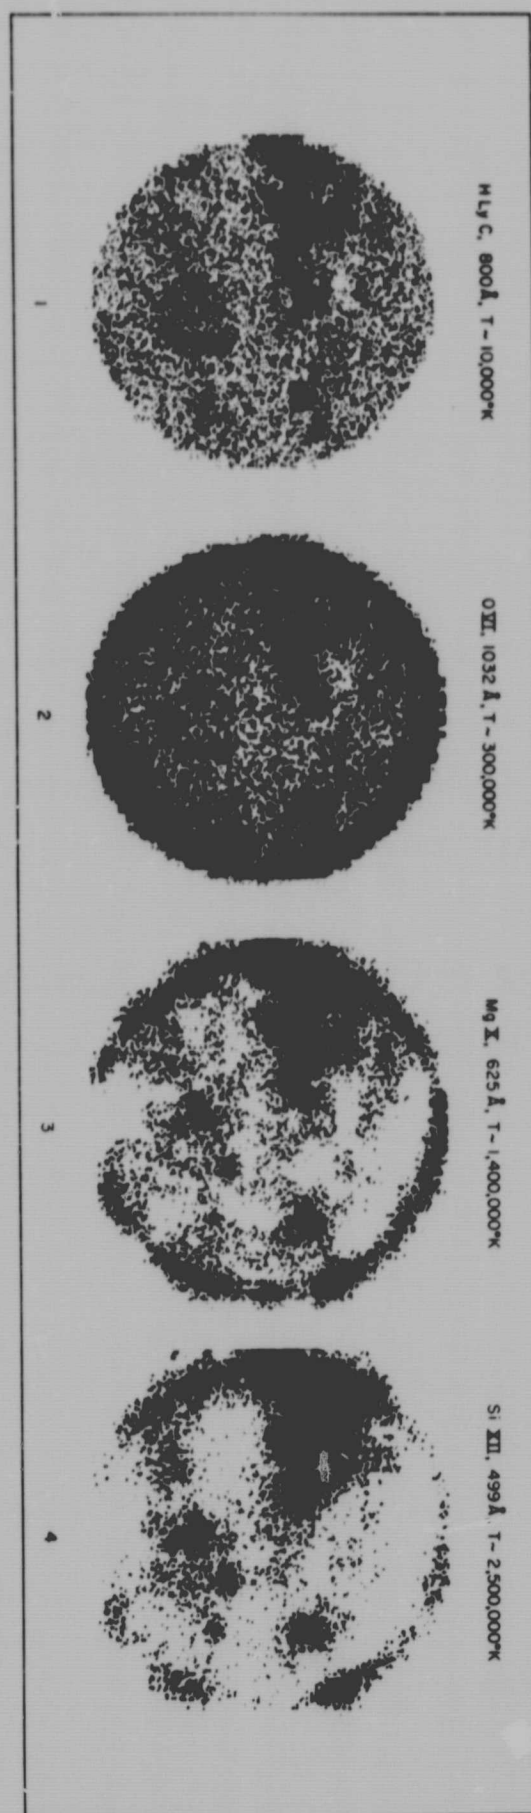 H Ly C, 800Å, T ~ 10,000°K
1
O VI, 1032 Å, T ~ 300,000°K
2
Mg X, 625 Å, T ~ 1,400,000°K
3
Si XII, 499Å, T ~ 2,500,000°K
4